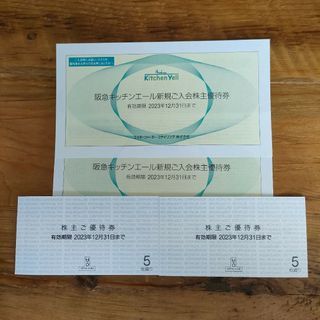 Kitchen Yell
阪急キッチンエール新規ご入会株主優待券
有効期限 2023年12月31日まで
阪急キッチンエール新規ご入会株主優待券
有効期限 2023年12月31日まで
株主ご優待券
有効期限 2023年12月31日まで
5
株主ご優待券
有効期限 2023年12月31日まで
5